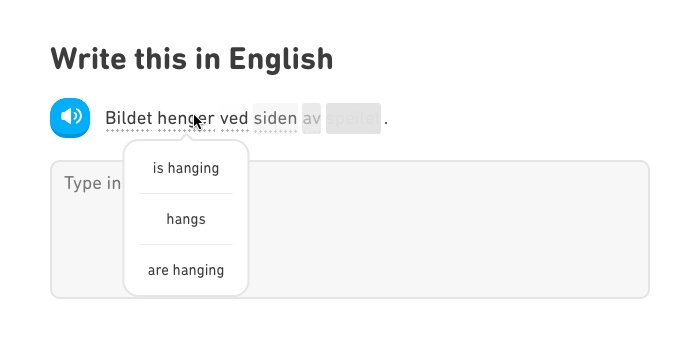 Write this in English
Bildet henger ved siden av speilet .
is hanging
Type in
hangs
are hanging